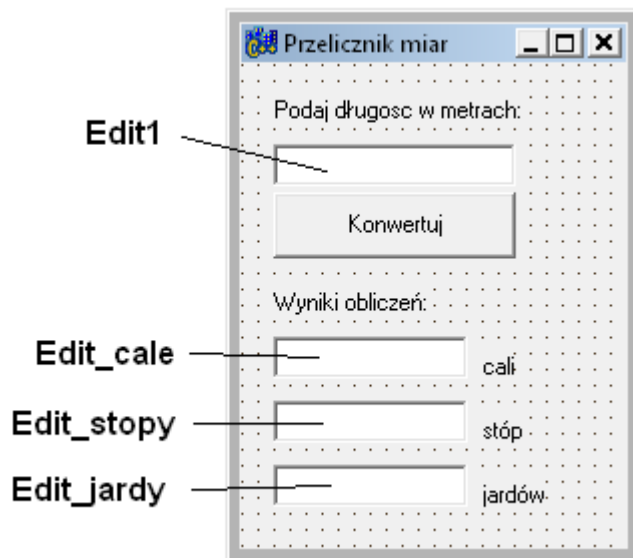 Przelicznik miar
Podaj długosc w metrach:
Edit1
Konwertuj
Wyniki obliczeń:
Edit_cale
cali
Edit_stopy
stóp
Edit_jardy
jardów